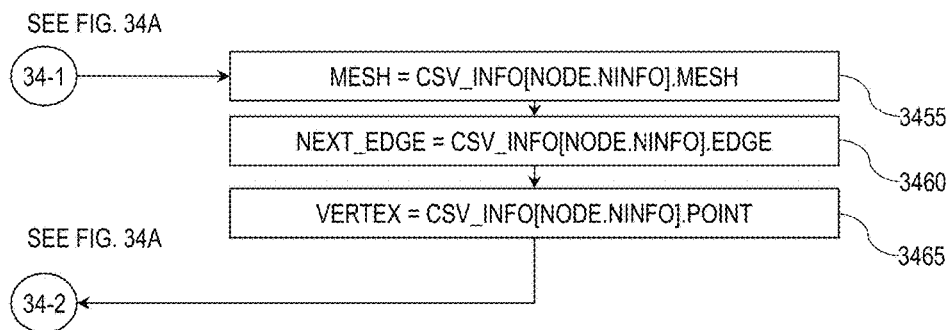 SEE FIG. 34A
34-1
MESH = CSV_INFO[NODE.NINFO].MESH
3455
NEXT_EDGE = CSV_INFO[NODE.NINFO].EDGE
3460
VERTEX = CSV_INFO[NODE.NINFO].POINT
3465
SEE FIG. 34A
34-2